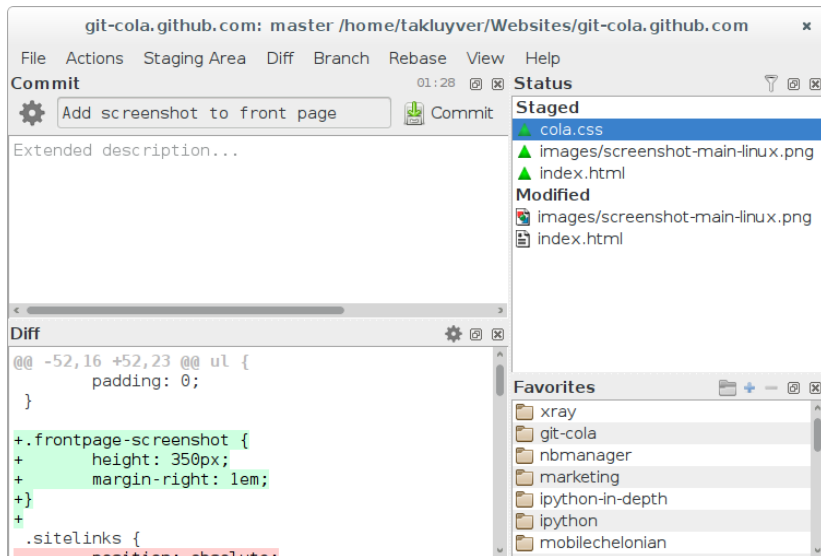 git-cola.github.com: master /home/takluyver/Websites/git-cola.github.com
File Actions Staging Area Diff Branch Rebase View Help
Commit 01:28
Add screenshot to front page Commit
Extended description...
Status
Staged
cola.css
images/screenshot-main-linux.png
index.html
Modified
images/screenshot-main-linux.png
index.html
Diff
@@ -52,16 +52,23 @@ ul {
        padding: 0;
 }

+.frontpage-screenshot {
+       height: 350px;
+       margin-right: 1em;
+}
+
 .sitelinks {
        position: absolute;
Favorites
xray
git-cola
nbmanager
marketing
ipython-in-depth
ipython
mobilechelonian